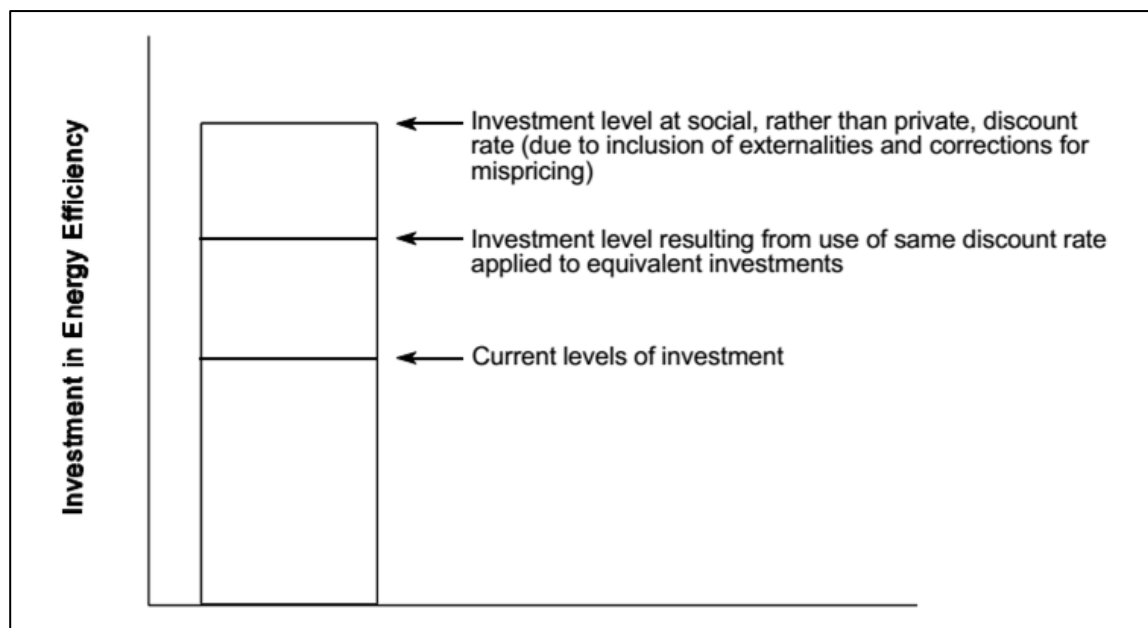 Investment in Energy Efficiency
Investment level at social, rather than private, discount
rate (due to inclusion of externalities and corrections for
mispricing)
Investment level resulting from use of same discount rate
applied to equivalent investments
Current levels of investment